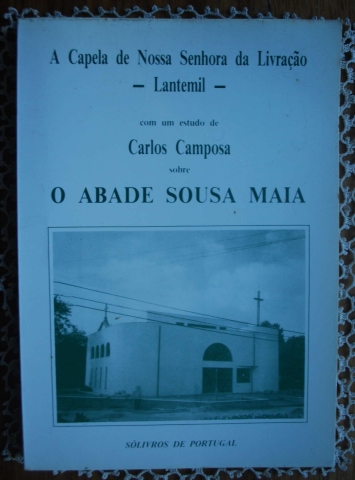 A Capela de Nossa Senhora da Livração
– Lantemil –
com um estudo de
Carlos Camposa
sobre
O ABADE SOUSA MAIA
SÓLIVROS DE PORTUGAL